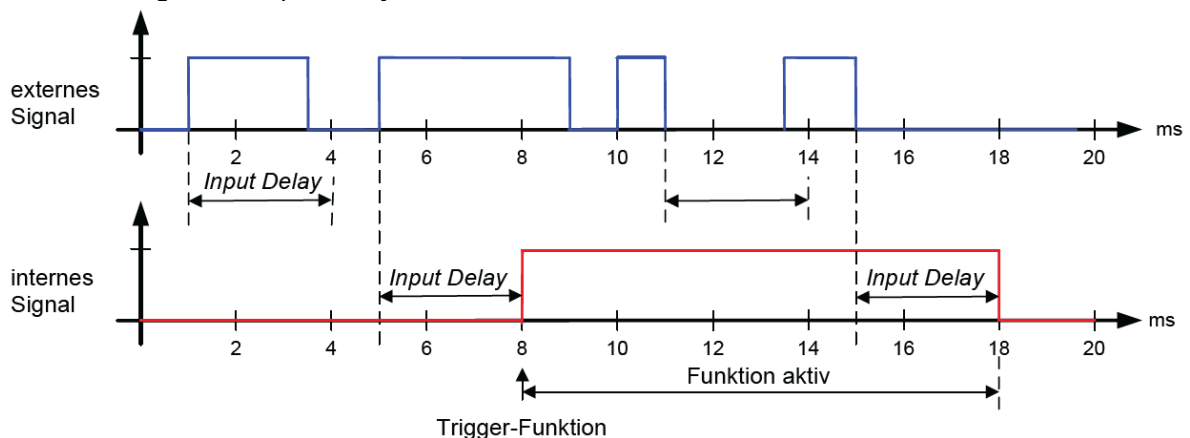 externes
Signal
2 4 6 8 10 12 14 16 18 20
ms
Input Delay
internes
Signal
Input Delay
Input Delay
2 4 6 8 10 12 14 16 18 20
ms
Funktion aktiv
Trigger-Funktion